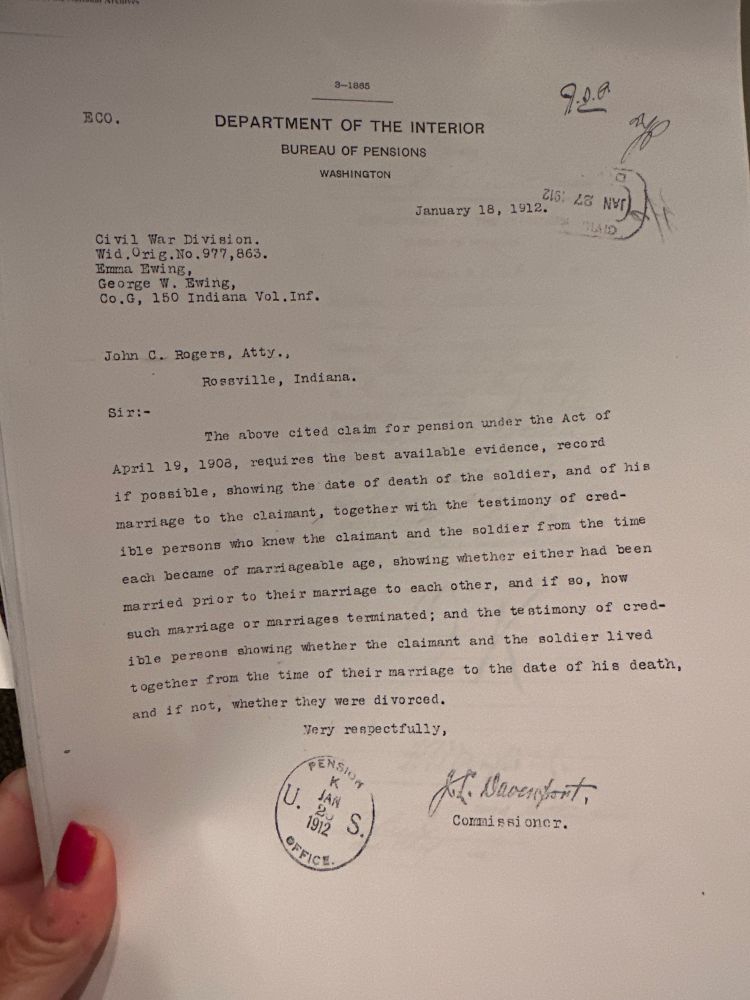 3-1865
ECO.
DEPARTMENT OF THE INTERIOR
BUREAU OF PENSIONS
WASHINGTON
January 18, 1912.
JAN 27 1912
CIVIL
Civil War Division.
Wid.Orig.No.977,863.
Emma Ewing,
George W. Ewing,
Co.G, 150 Indiana Vol.Inf.
John C. Rogers, Atty.,
Rossville, Indiana.
Sir:-
The above cited claim for pension under the Act of
April 19, 1908, requires the best available evidence, record
if possible, showing the date of death of the soldier, and of his
marriage to the claimant, together with the testimony of cred-
ible persons who knew the claimant and the soldier from the time
each became of marriageable age, showing whether either had been
married prior to their marriage to each other, and if so, how
such marriage or marriages terminated; and the testimony of cred-
ible persons showing whether the claimant and the soldier lived
together from the time of their marriage to the date of his death,
and if not, whether they were divorced.
Very respectfully,
PENSION
K
JAN
1912
U. S.
OFFICE.
J.L. Davenport,
Commissioner.